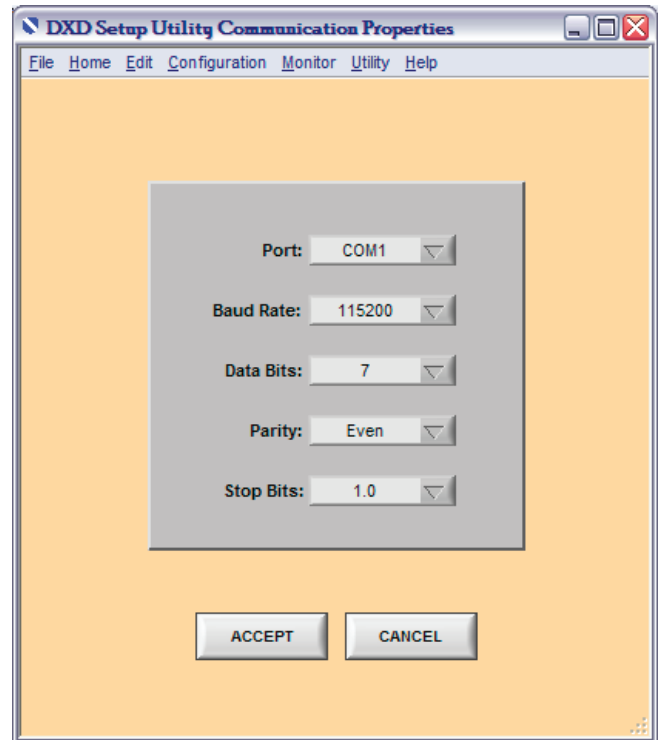 DXD Setup Utility Communication Properties
File Home Edit Configuration Monitor Utility Help
Port: COM1
Baud Rate: 115200
Data Bits: 7
Parity: Even
Stop Bits: 1.0
ACCEPT CANCEL